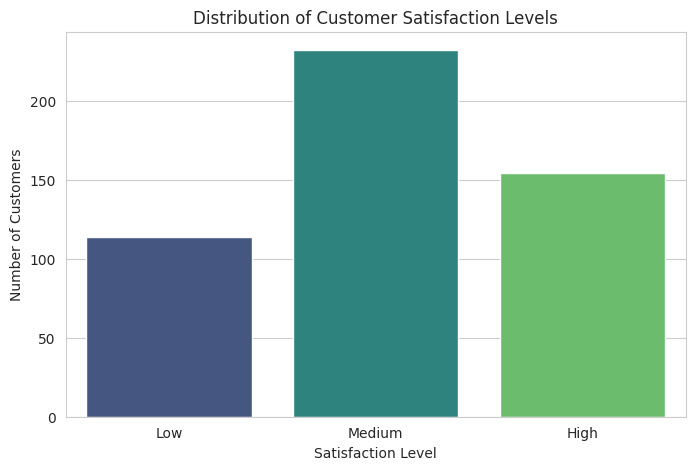 Distribution of Customer Satisfaction Levels
Number of Customers
200
150
100
50
0
Low
Medium
High
Satisfaction Level